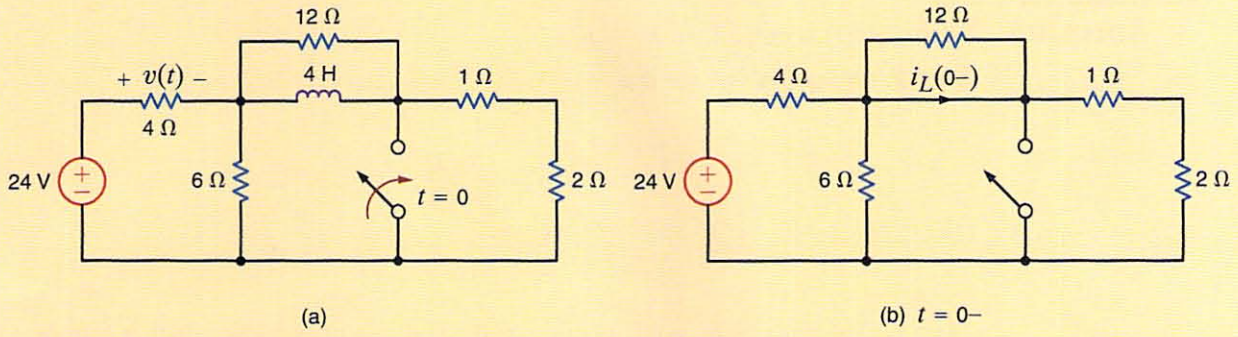 12 Ω
+ v(t) −
4 H
1 Ω
4 Ω
24 V
+
−
6 Ω
t = 0
2 Ω
(a)
12 Ω
4 Ω
i_L(0−)
1 Ω
24 V
+
−
6 Ω
2 Ω
(b) t = 0−